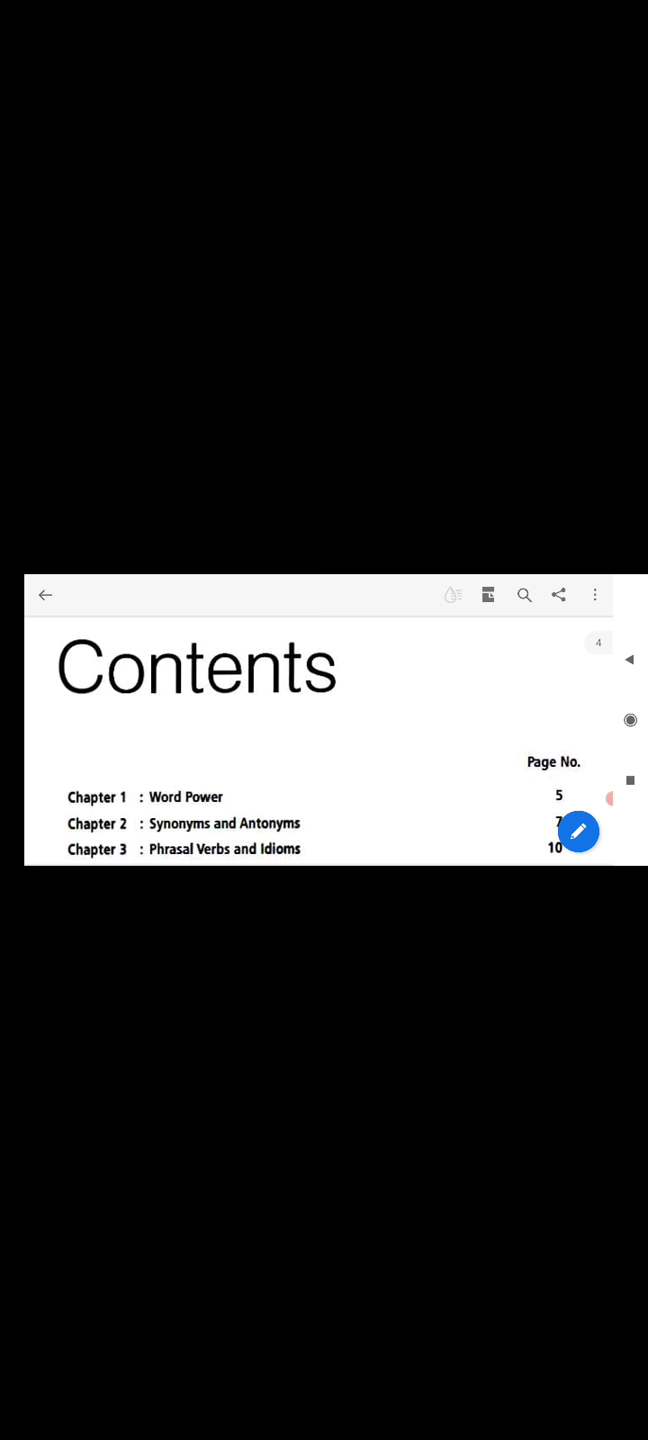 Contents
4
Page No.
Chapter 1 : Word Power 5
Chapter 2 : Synonyms and Antonyms 7
Chapter 3 : Phrasal Verbs and Idioms 10